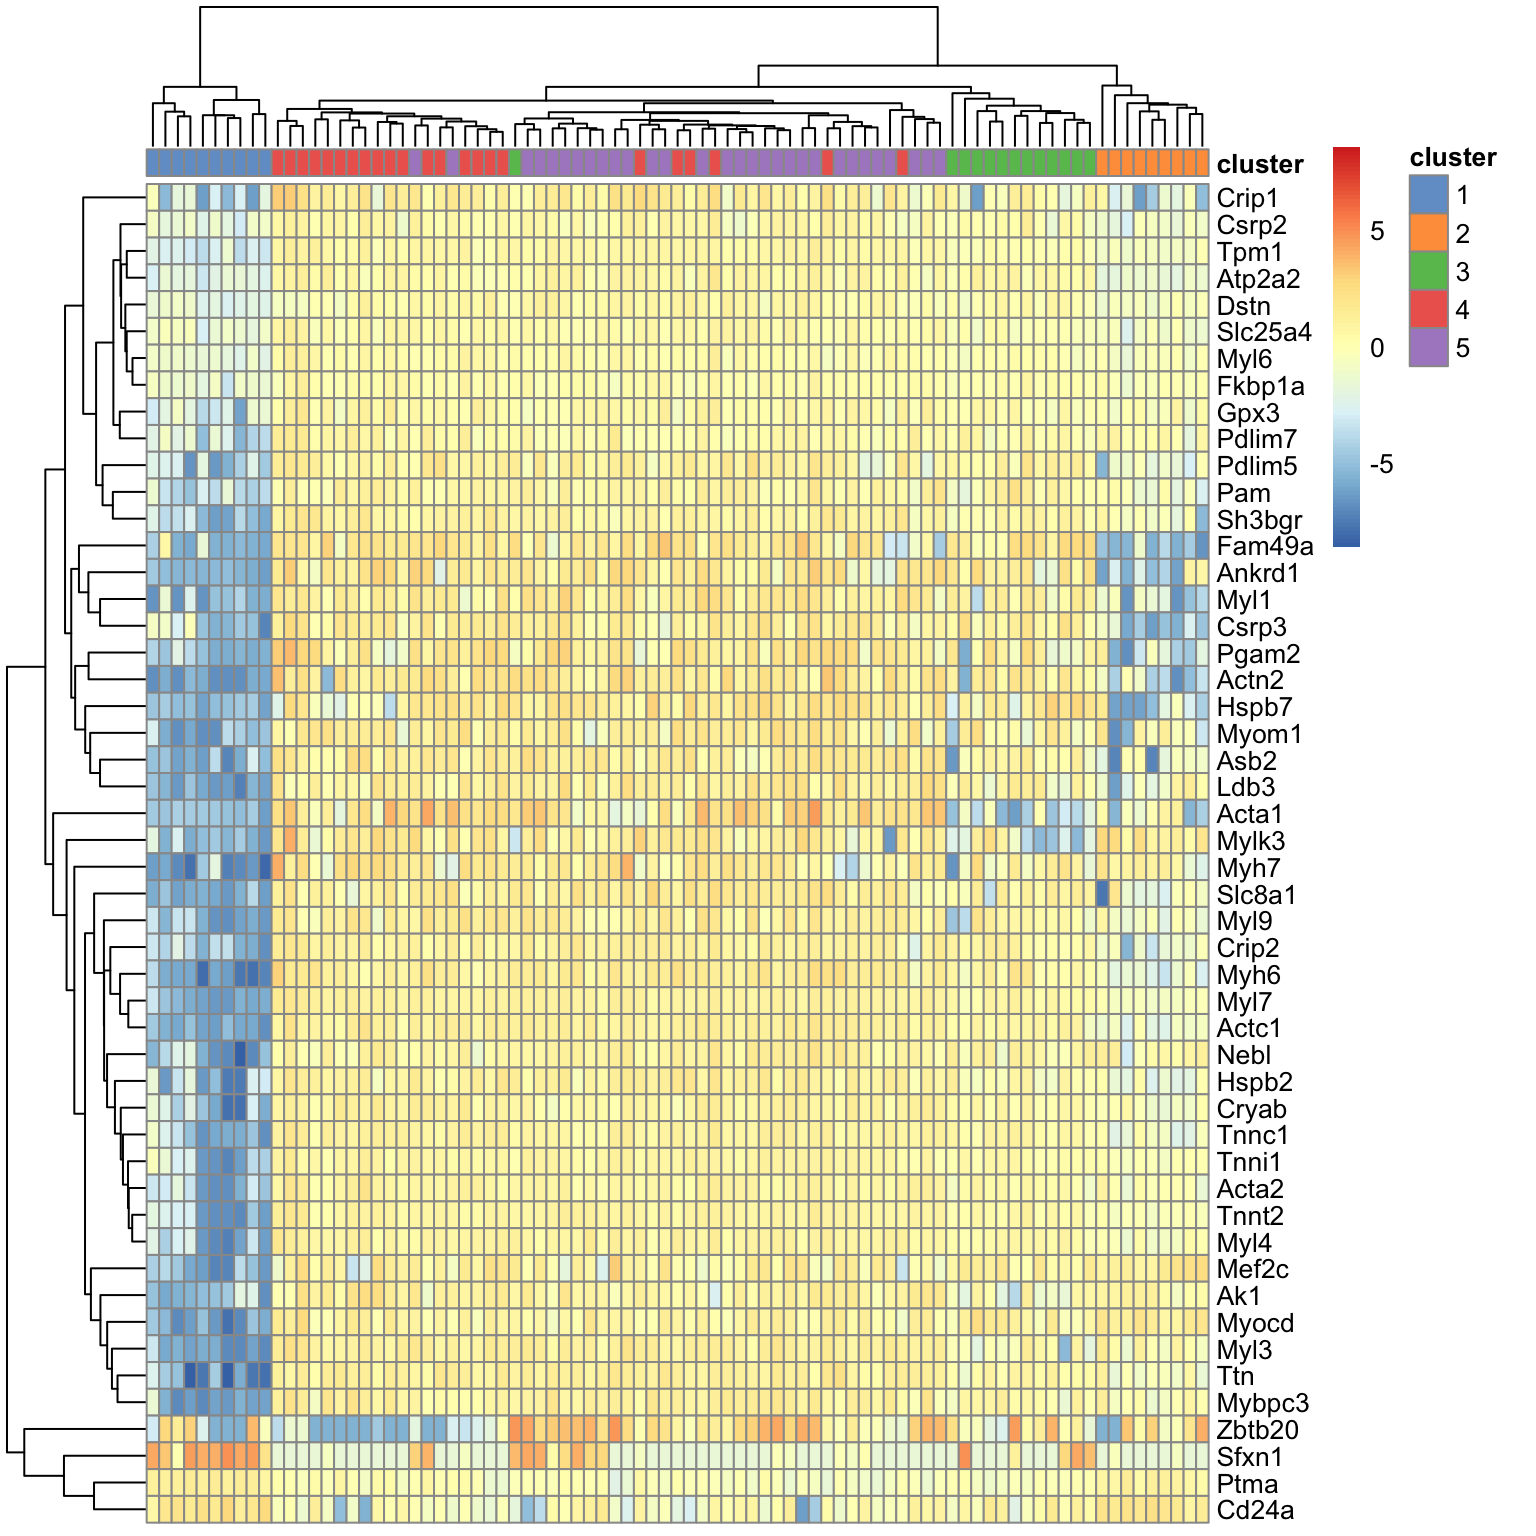 cluster
Crip1
Csrp2
Tpm1
Atp2a2
Dstn
Slc25a4
Myl6
Fkbp1a
Gpx3
Pdlim7
Pdlim5
Pam
Sh3bgr
Fam49a
Ankrd1
Myl1
Csrp3
Pgam2
Actn2
Hspb7
Myom1
Asb2
Ldb3
Acta1
Mylk3
Myh7
Slc8a1
Myl9
Crip2
Myh6
Myl7
Actc1
Nebl
Hspb2
Cryab
Tnnc1
Tnni1
Acta2
Tnnt2
Myl4
Mef2c
Ak1
Myocd
Myl3
Ttn
Mybpc3
Zbtb20
Sfxn1
Ptma
Cd24a
5
0
-5
cluster
1
2
3
4
5